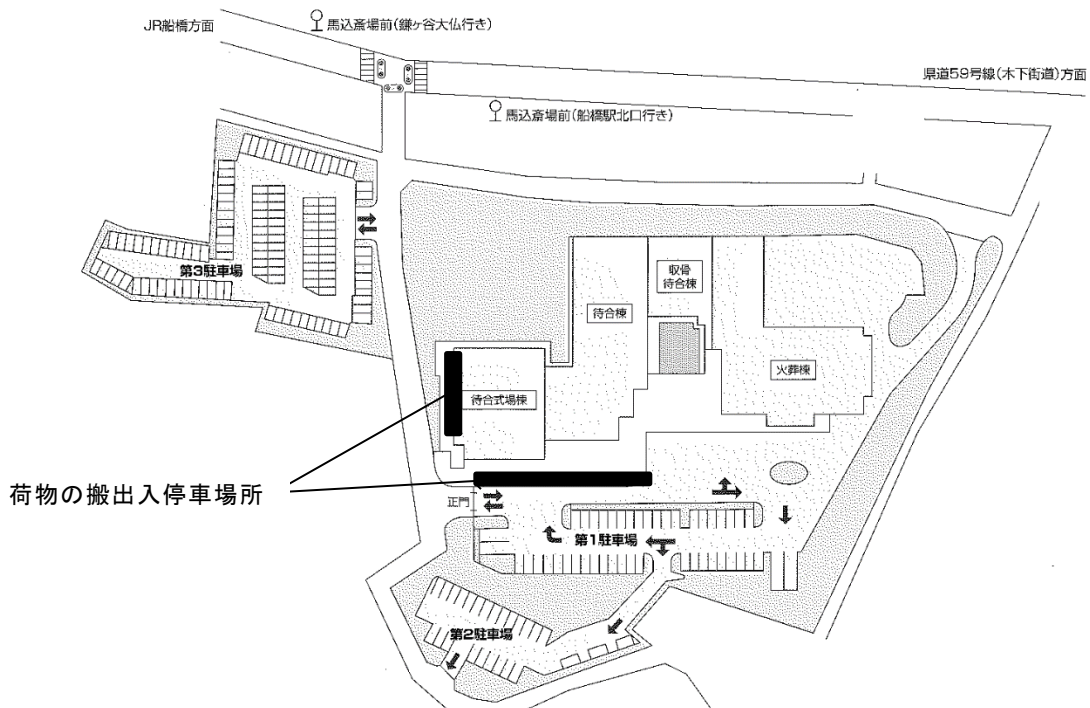 JR船橋方面
馬込斎場前(鎌ヶ谷大仏行き)
県道59号線(木下街道)方面
馬込斎場前(船橋駅北口行き)
第3駐車場
収骨
待合棟
待合棟
火葬棟
待合式場棟
荷物の搬出入停車場所
正門
第1駐車場
第2駐車場